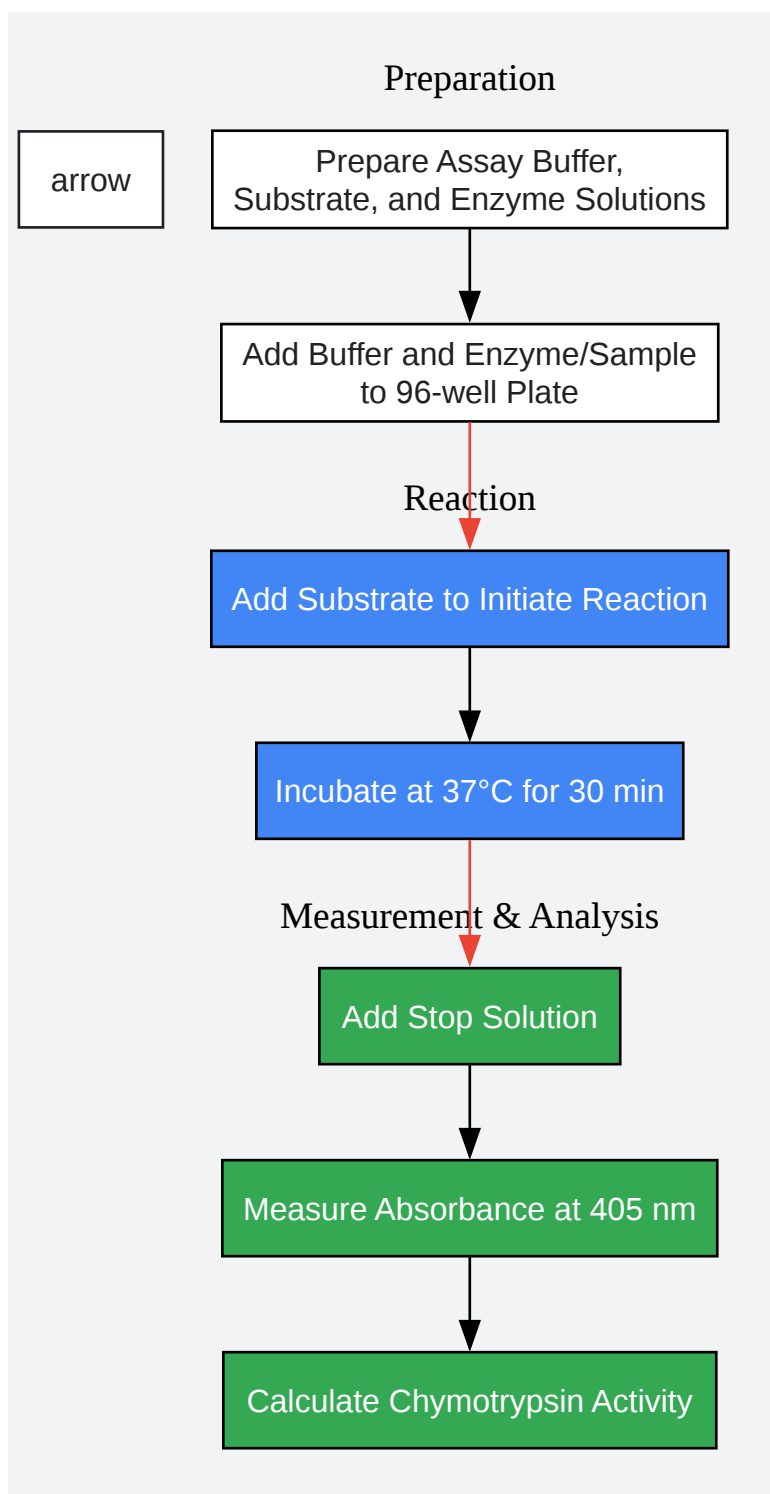 Preparation
arrow
Prepare Assay Buffer,
Substrate, and Enzyme Solutions
Add Buffer and Enzyme/Sample
to 96-well Plate
Reaction
Add Substrate to Initiate Reaction
Incubate at 37°C for 30 min
Measurement & Analysis
Add Stop Solution
Measure Absorbance at 405 nm
Calculate Chymotrypsin Activity